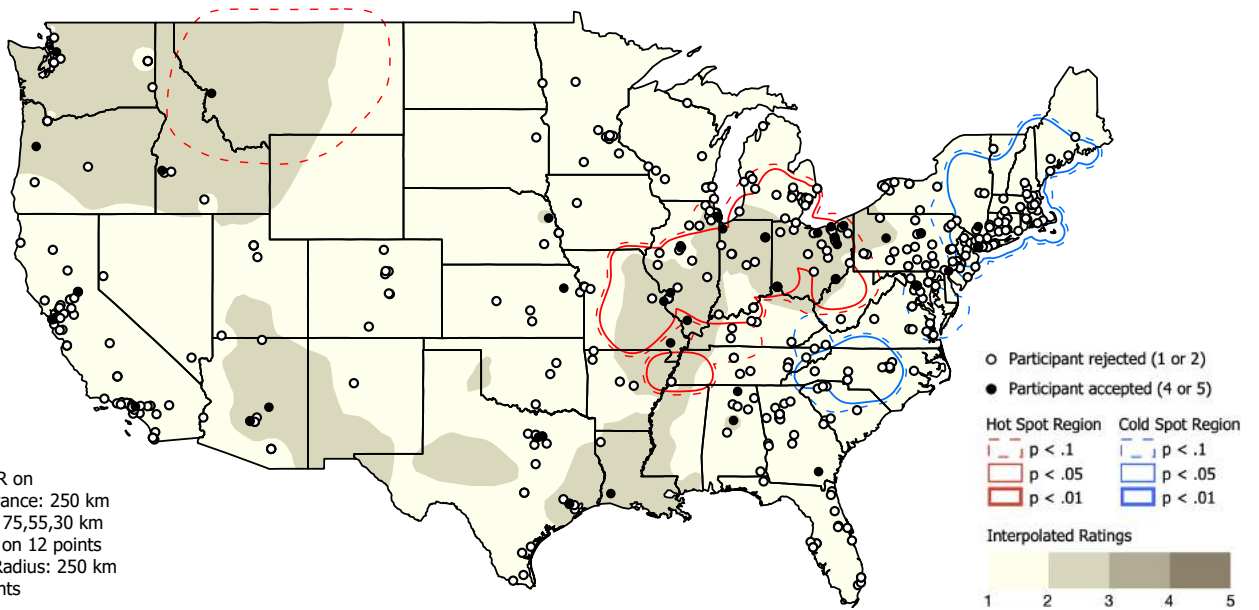 Participant rejected (1 or 2)
Participant accepted (4 or 5)
Hot Spot Region Cold Spot Region
p < .1 p < .1
p < .05 p < .05
p < .01 p < .01
Interpolated Ratings
1 2 3 4 5
R on
rance: 250 km
75,55,30 km
on 12 points
Radius: 250 km
nts